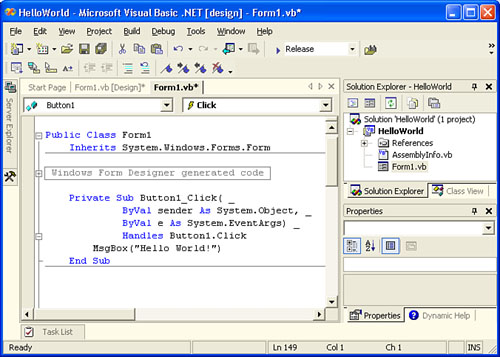 HelloWorld - Microsoft Visual Basic .NET [design] - Form1.vb*
File Edit View Project Build Debug Tools Window Help
Release
Server Explorer
Start Page Form1.vb [Design]* Form1.vb*
Button1 Click
Public Class Form1
Inherits System.Windows.Forms.Form
Windows Form Designer generated code
Private Sub Button1_Click( _
ByVal sender As System.Object, _
ByVal e As System.EventArgs) _
Handles Button1.Click
MsgBox("Hello World!")
End Sub
Solution Explorer - HelloWorld
Solution 'HelloWorld' (1 project)
HelloWorld
References
AssemblyInfo.vb
Form1.vb
Solution Explorer Class View
Properties
Properties Dynamic Help
Task List
Ready Ln 149 Col 1 Ch 1 INS